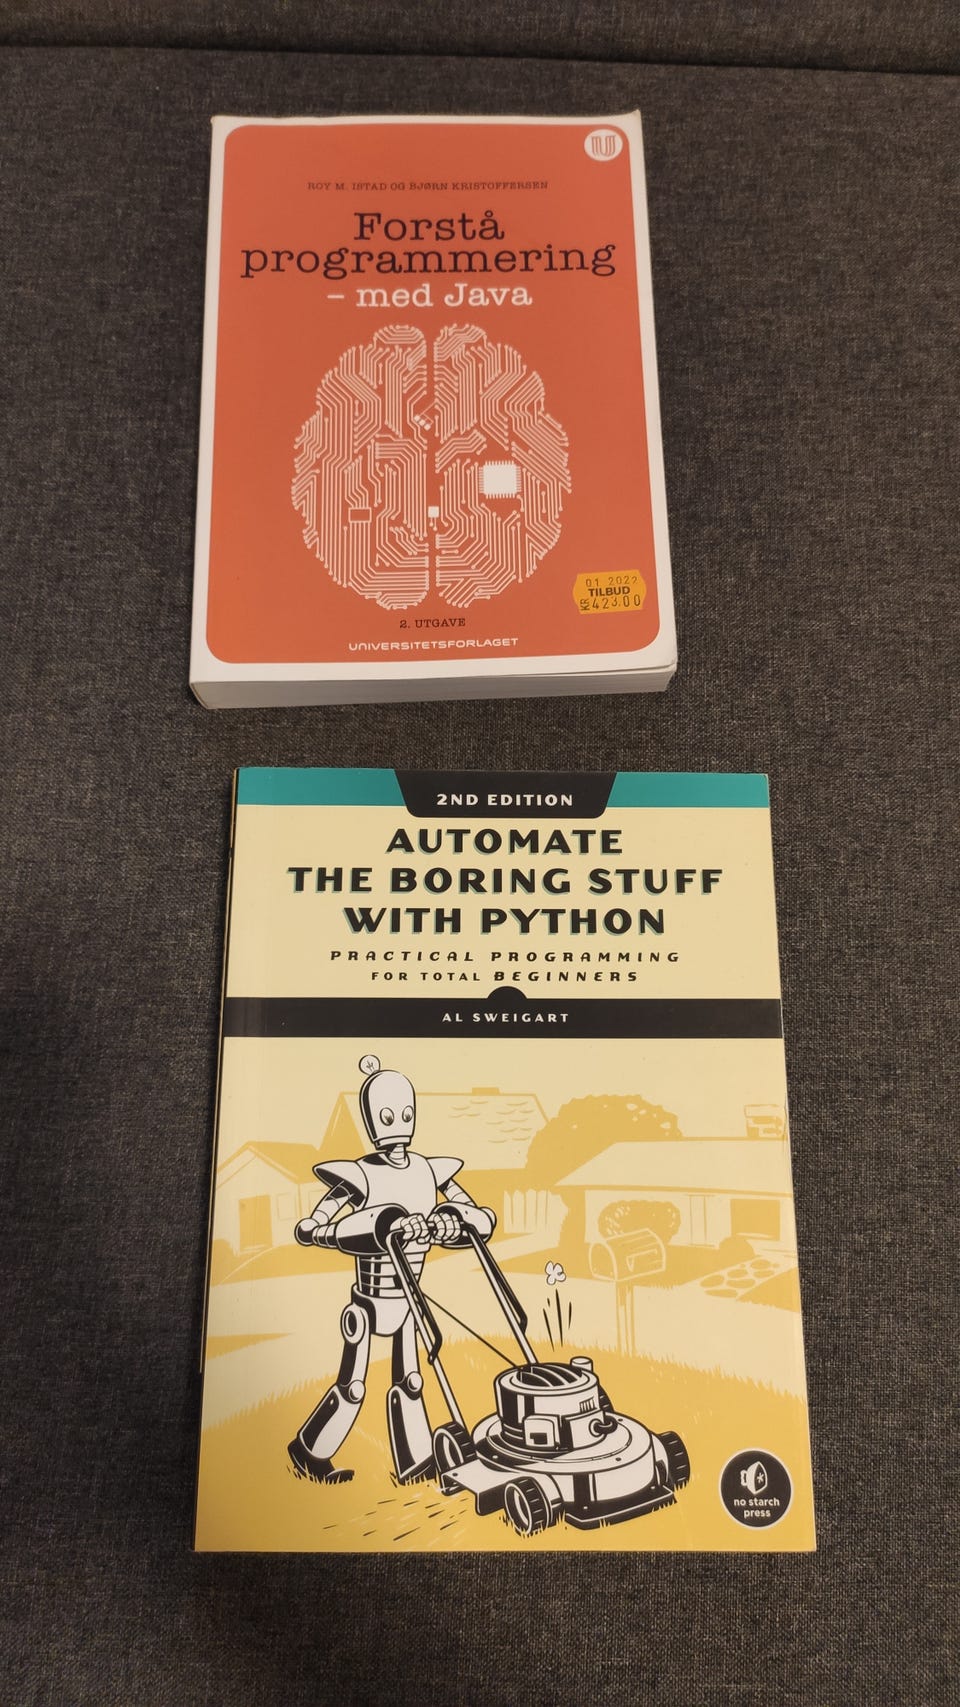 ROY M. ISTAD OG BJØRN KRISTOFFERSEN
Forstå
programmering
– med Java
01 2022
TILBUD
KR 423.00
2. UTGAVE
UNIVERSITETSFORLAGET
2ND EDITION
AUTOMATE
THE BORING STUFF
WITH PYTHON
PRACTICAL PROGRAMMING
FOR TOTAL BEGINNERS
AL SWEIGART
no starch
press